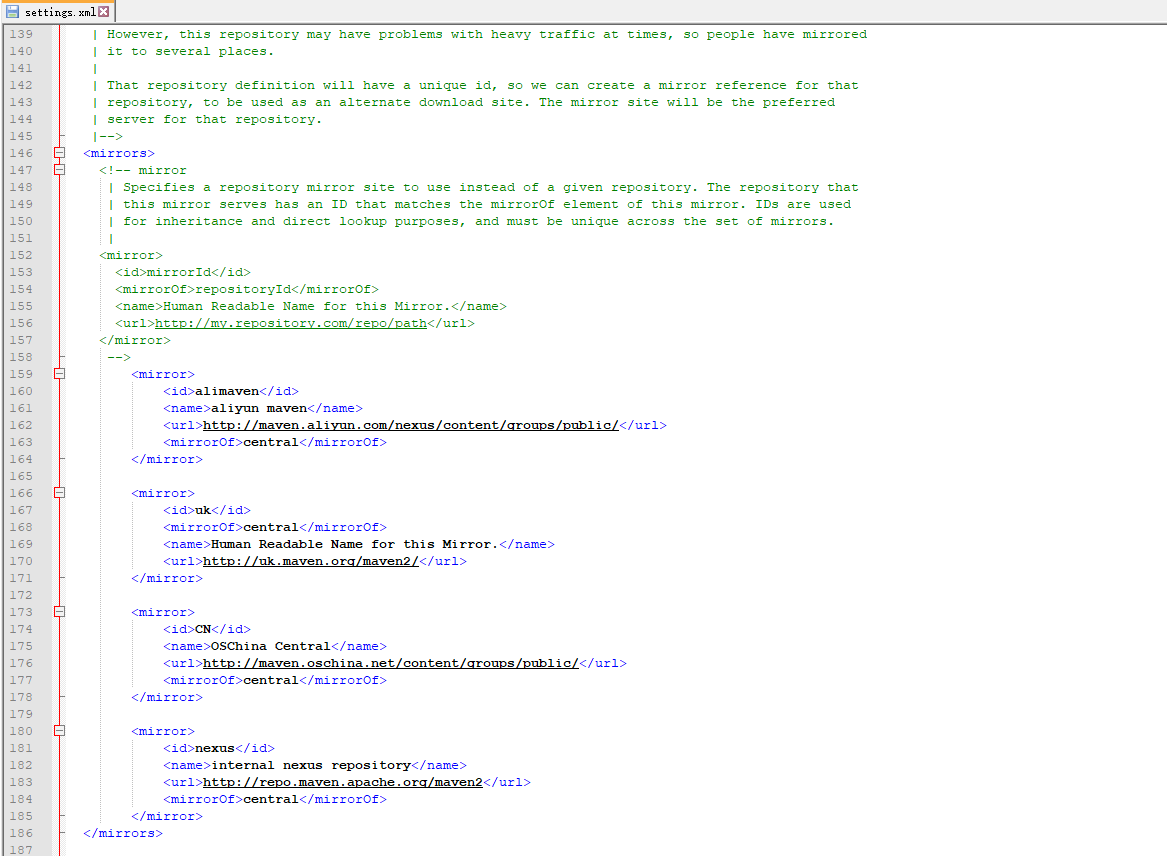 settings.xml
139 | However, this repository may have problems with heavy traffic at times, so people have mirrored
140 | it to several places.
141 |
142 | That repository definition will have a unique id, so we can create a mirror reference for that
143 | repository, to be used as an alternate download site. The mirror site will be the preferred
144 | server for that repository.
145 |-->
146 <mirrors>
147 <!-- mirror
148 | Specifies a repository mirror site to use instead of a given repository. The repository that
149 | this mirror serves has an ID that matches the mirrorOf element of this mirror. IDs are used
150 | for inheritance and direct lookup purposes, and must be unique across the set of mirrors.
151 |
152 <mirror>
153 <id>mirrorId</id>
154 <mirrorOf>repositoryId</mirrorOf>
155 <name>Human Readable Name for this Mirror.</name>
156 <url>http://my.repository.com/repo/path</url>
157 </mirror>
158 -->
159 <mirror>
160 <id>alimaven</id>
161 <name>aliyun maven</name>
162 <url>http://maven.aliyun.com/nexus/content/groups/public/</url>
163 <mirrorOf>central</mirrorOf>
164 </mirror>
165
166 <mirror>
167 <id>uk</id>
168 <mirrorOf>central</mirrorOf>
169 <name>Human Readable Name for this Mirror.</name>
170 <url>http://uk.maven.org/maven2/</url>
171 </mirror>
172
173 <mirror>
174 <id>CN</id>
175 <name>OSChina Central</name>
176 <url>http://maven.oschina.net/content/groups/public/</url>
177 <mirrorOf>central</mirrorOf>
178 </mirror>
179
180 <mirror>
181 <id>nexus</id>
182 <name>internal nexus repository</name>
183 <url>http://repo.maven.apache.org/maven2</url>
184 <mirrorOf>central</mirrorOf>
185 </mirror>
186 </mirrors>
187